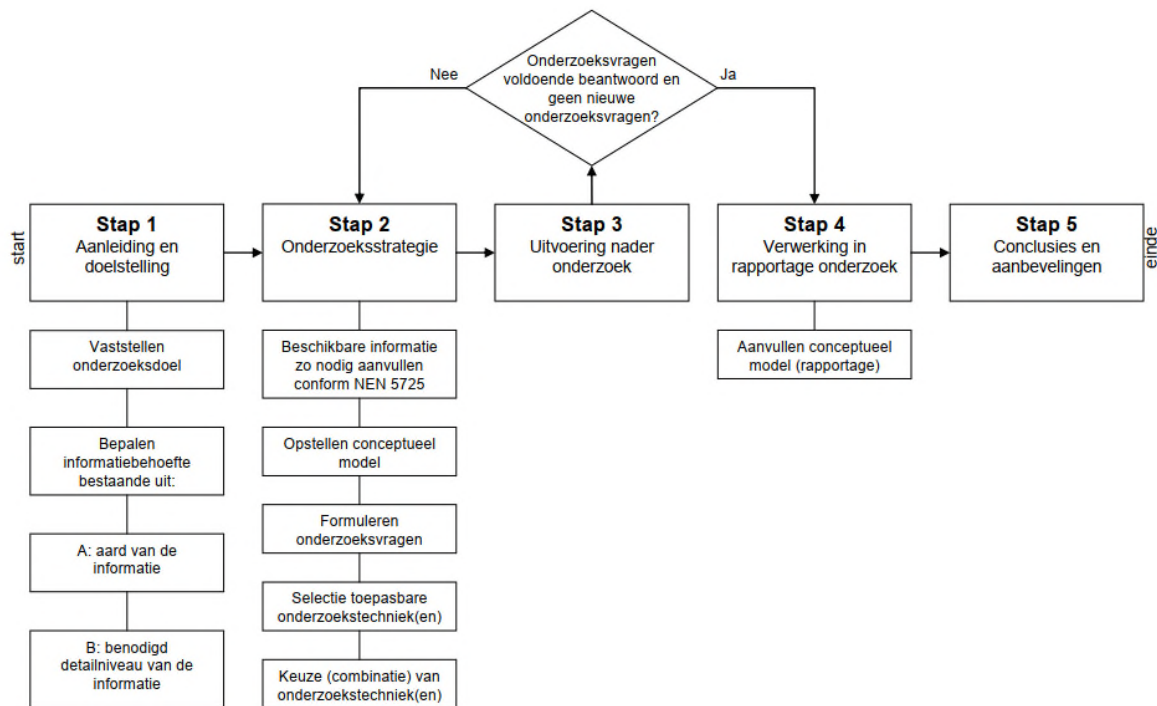 Onderzoeksvragen
voldoende beantwoord en
geen nieuwe
onderzoeksvragen?
Nee
Ja
start
Stap 1
Aanleiding en
doelstelling
Stap 2
Onderzoeksstrategie
Stap 3
Uitvoering nader
onderzoek
Stap 4
Verwerking in
rapportage onderzoek
Stap 5
Conclusies en
aanbevelingen
einde
Vaststellen
onderzoeksdoel
Bepalen
informatiebehoefte
bestaande uit:
A: aard van de
informatie
B: benodigd
detailniveau van de
informatie
Beschikbare informatie
zo nodig aanvullen
conform NEN 5725
Opstellen conceptueel
model
Formuleren
onderzoeksvragen
Selectie toepasbare
onderzoekstechniek(en)
Keuze (combinatie) van
onderzoekstechniek(en)
Aanvullen conceptueel
model (rapportage)